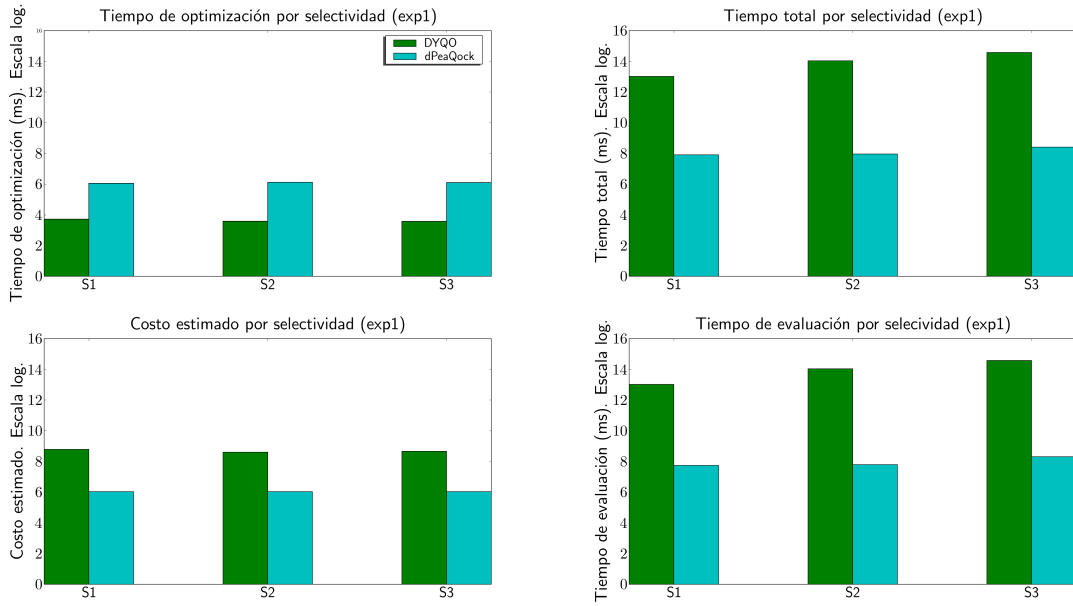 Tiempo de optimización por selectividad (exp1)
Tiempo de optimización (ms). Escala log.
16
14
12
10
8
6
4
2
0
S1 S2 S3
DYQO
dPeaQock
Tiempo total por selectividad (exp1)
Tiempo total (ms). Escala log.
16
14
12
10
8
6
4
2
0
S1 S2 S3
Costo estimado por selectividad (exp1)
Costo estimado. Escala log.
16
14
12
10
8
6
4
2
0
S1 S2 S3
Tiempo de evaluación por selecividad (exp1)
Tiempo de evaluación (ms). Escala log.
16
14
12
10
8
6
4
2
0
S1 S2 S3